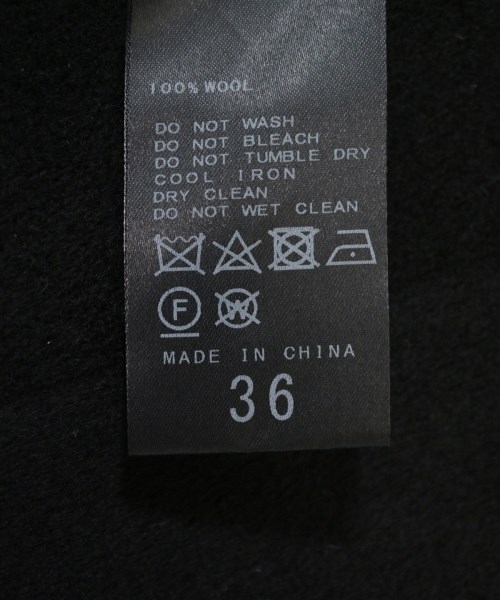 100% WOOL
DO NOT WASH
DO NOT BLEACH
DO NOT TUMBLE DRY
COOL IRON
DRY CLEAN
DO NOT WET CLEAN
F W
MADE IN CHINA
36